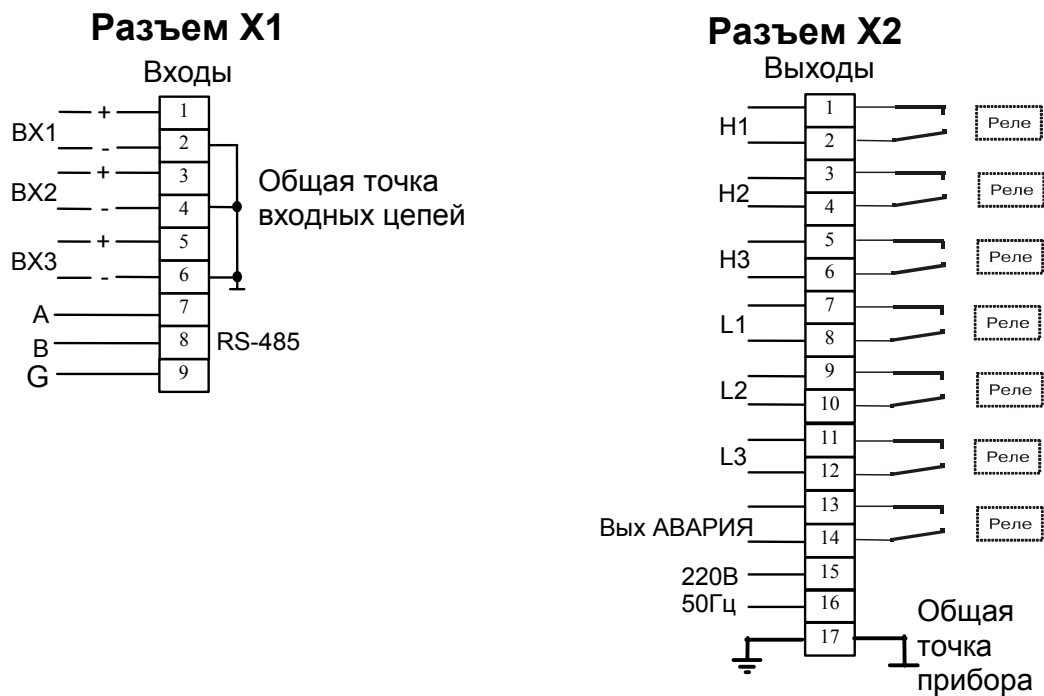 Разъем X1
Входы
ВХ1
+
-
ВХ2
+
-
ВХ3
+
-
1
2
3
4
5
6
7
8
9
Общая точка
входных цепей
A
B
G
RS-485
Разъем X2
Выходы
H1
H2
H3
L1
L2
L3
Вых АВАРИЯ
220В
50Гц
1
2
3
4
5
6
7
8
9
10
11
12
13
14
15
16
17
Реле
Реле
Реле
Реле
Реле
Реле
Реле
Общая
точка
прибора